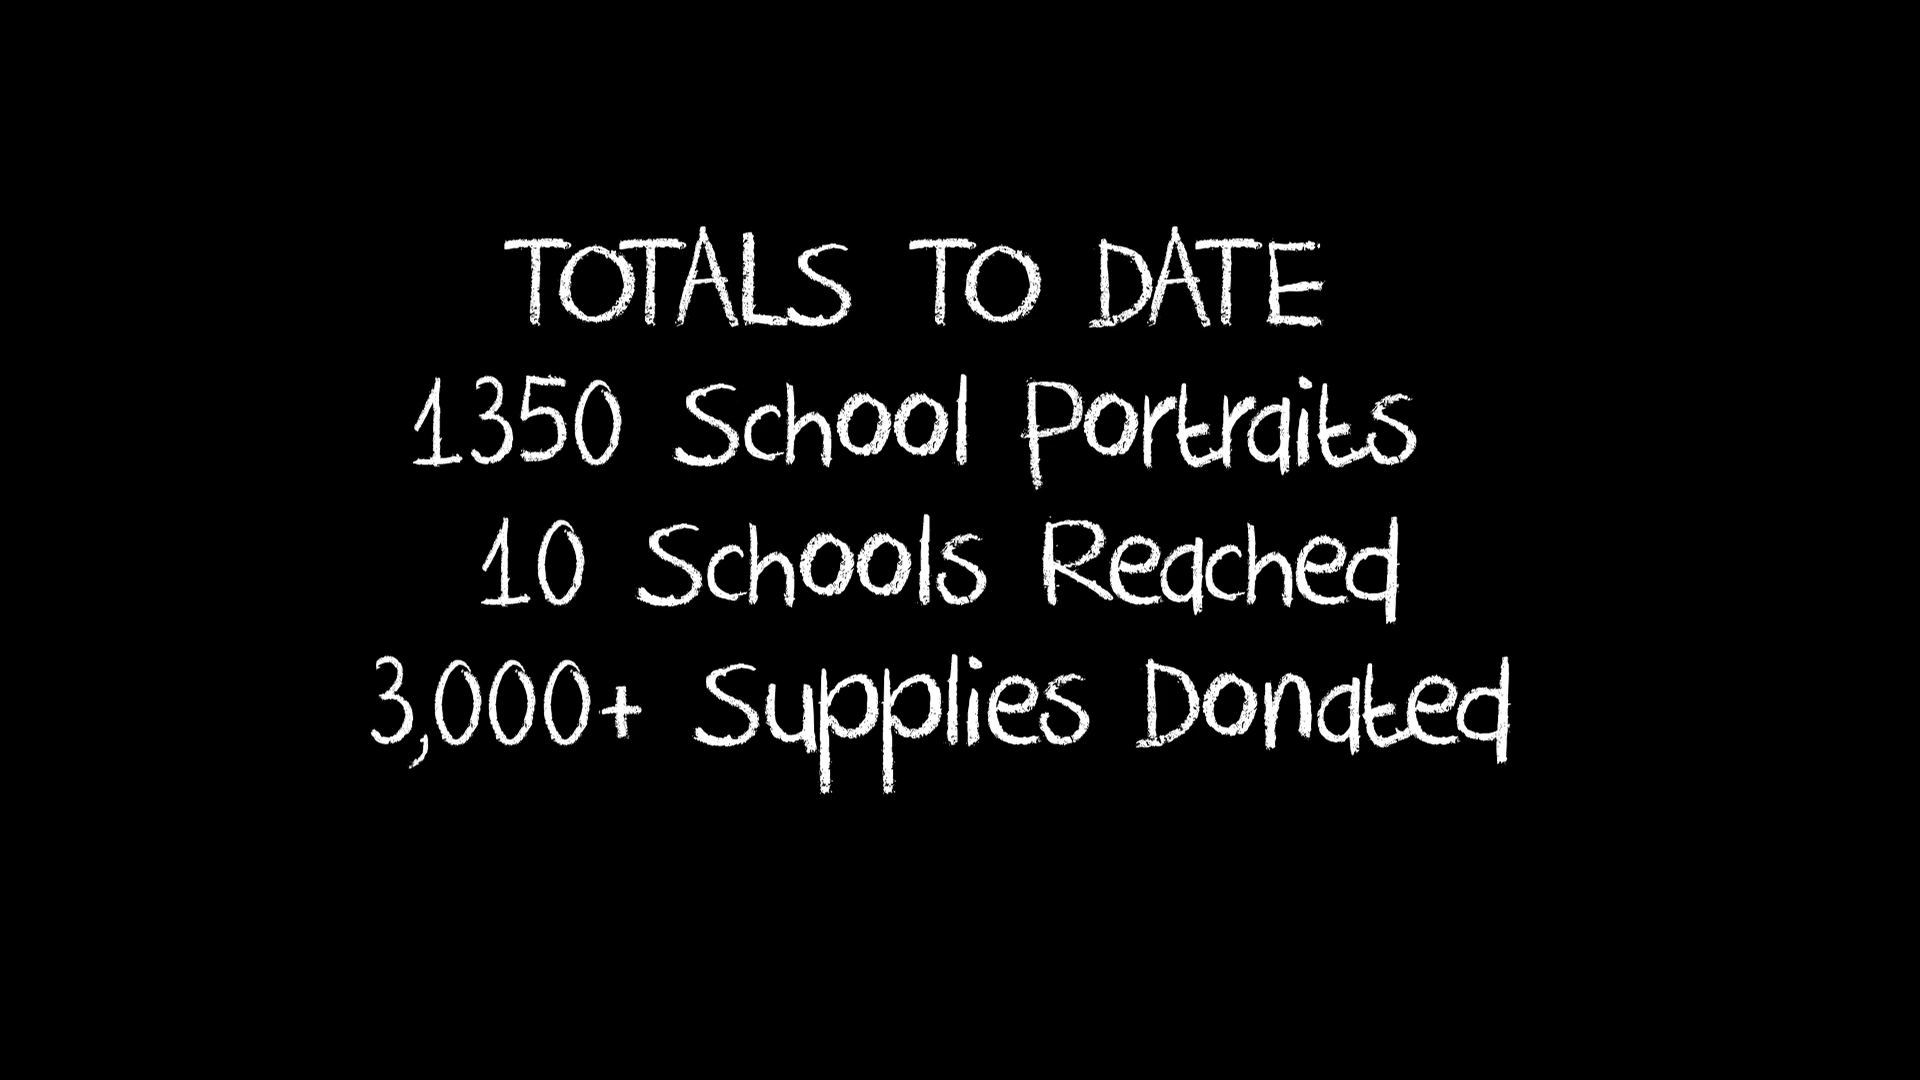 TOTALS TO DATE
1350 School Portraits
10 Schools Reached
3,000+ Supplies Donated